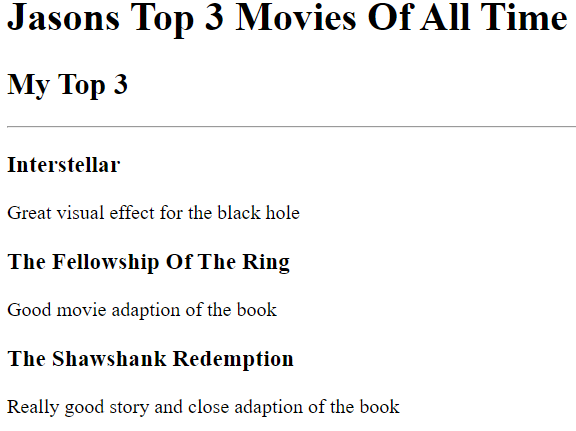 Jasons Top 3 Movies Of All Time
My Top 3
Interstellar
Great visual effect for the black hole
The Fellowship Of The Ring
Good movie adaption of the book
The Shawshank Redemption
Really good story and close adaption of the book